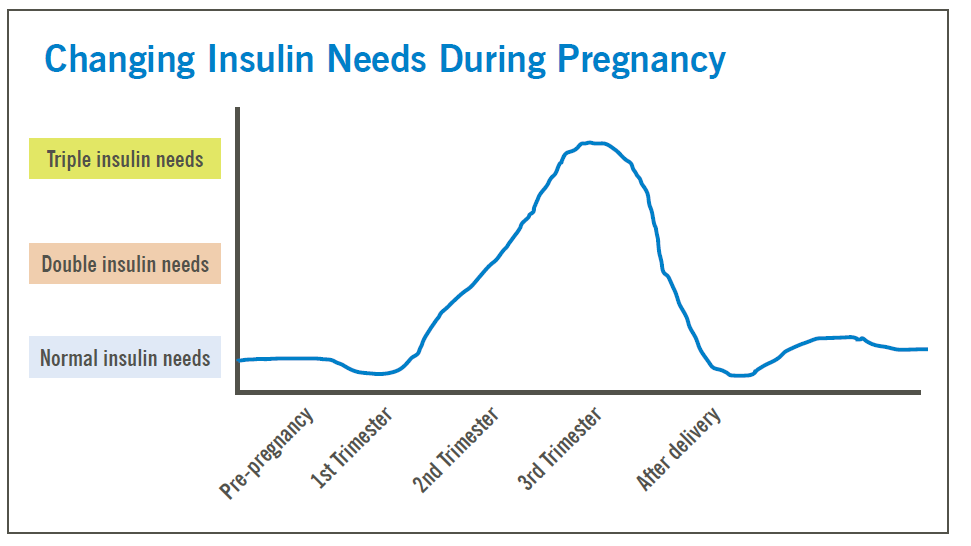 Changing Insulin Needs During Pregnancy
Triple insulin needs
Double insulin needs
Normal insulin needs
Pre-pregnancy
1st Trimester
2nd Trimester
3rd Trimester
After delivery